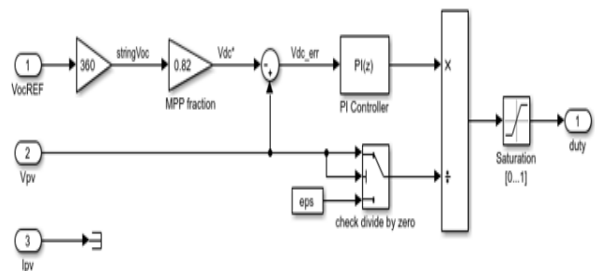 1
VocREF
360
stringVoc
0.82
MPP fraction
Vdc*
-
+
Vdc_err
PI(z)
PI Controller
×
÷
Saturation
[0...1]
1
duty
2
Vpv
eps
check divide by zero
3
Ipv